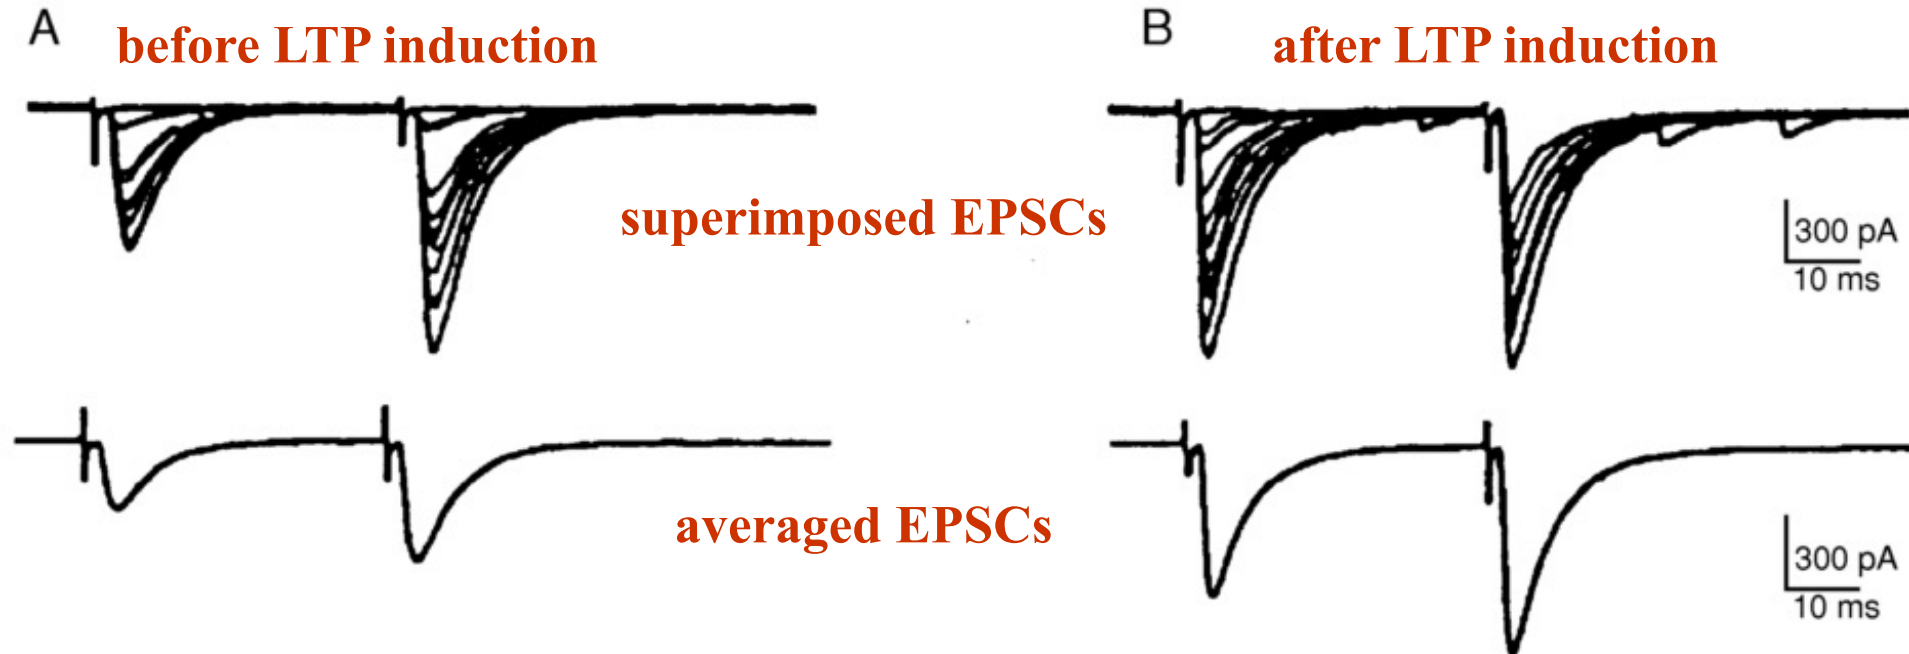 A
before LTP induction
B
after LTP induction
superimposed EPSCs
300 pA
10 ms
averaged EPSCs
300 pA
10 ms